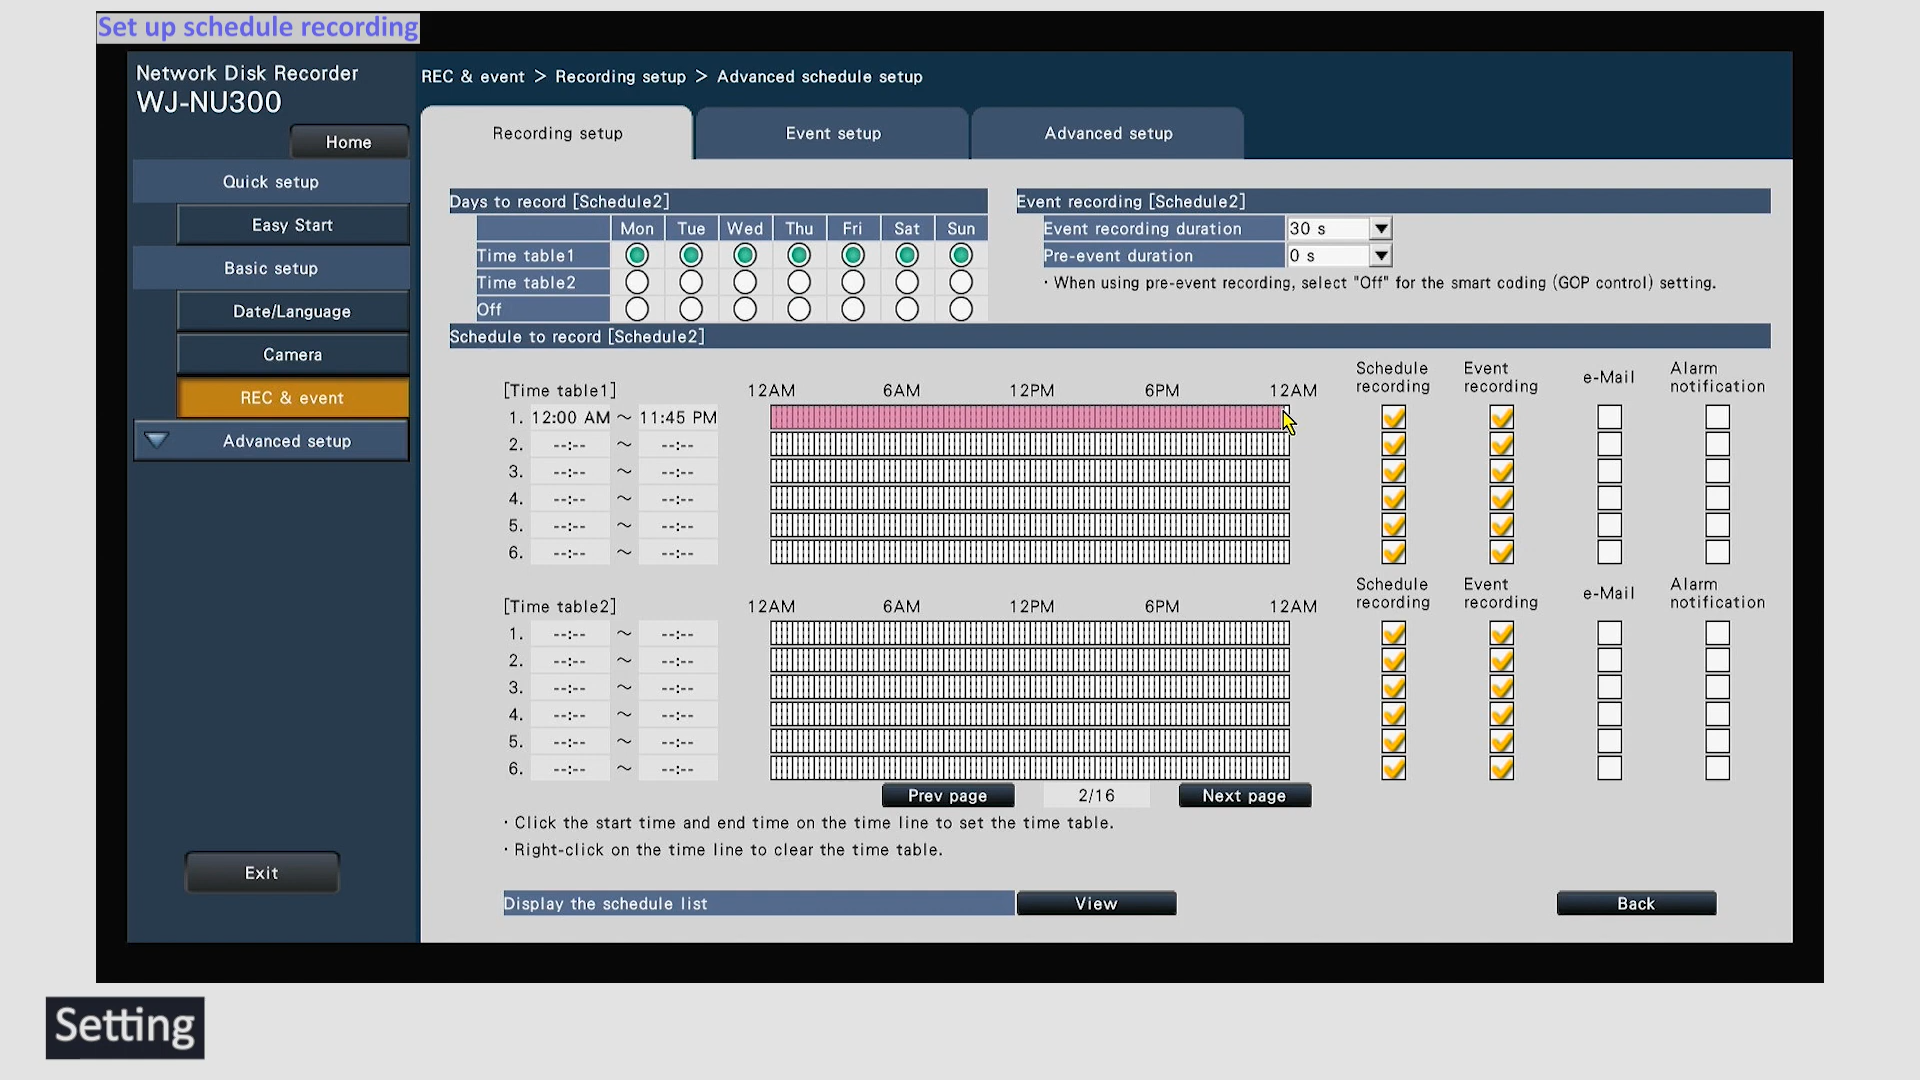 Set up schedule recording
Network Disk Recorder
WJ-NU300
Home
Quick setup
Easy Start
Basic setup
Date/Language
Camera
REC & event
Advanced setup
Exit
REC & event > Recording setup > Advanced schedule setup
Recording setup Event setup Advanced setup
Days to record [Schedule2]
Mon Tue Wed Thu Fri Sat Sun
Time table1
Time table2
Off
Event recording [Schedule2]
Event recording duration 30 s
Pre-event duration 0 s
· When using pre-event recording, select "Off" for the smart coding (GOP control) setting.
Schedule to record [Schedule2]
[Time table1] 12AM 6AM 12PM 6PM 12AM Schedule recording Event recording e-Mail Alarm notification
1. 12:00 AM ~ 11:45 PM
2. --:-- ~ --:--
3. --:-- ~ --:--
4. --:-- ~ --:--
5. --:-- ~ --:--
6. --:-- ~ --:--
[Time table2] 12AM 6AM 12PM 6PM 12AM Schedule recording Event recording e-Mail Alarm notification
1. --:-- ~ --:--
2. --:-- ~ --:--
3. --:-- ~ --:--
4. --:-- ~ --:--
5. --:-- ~ --:--
6. --:-- ~ --:--
Prev page 2/16 Next page
· Click the start time and end time on the time line to set the time table.
· Right-click on the time line to clear the time table.
Display the schedule list View Back
Setting